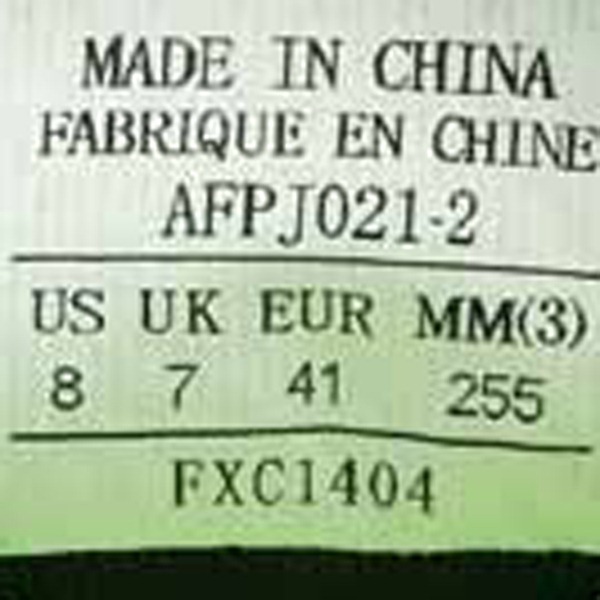 MADE IN CHINA
FABRIQUE EN CHINE
AFPJ021-2
US UK EUR MM(3)
8 7 41 255
FXC1404